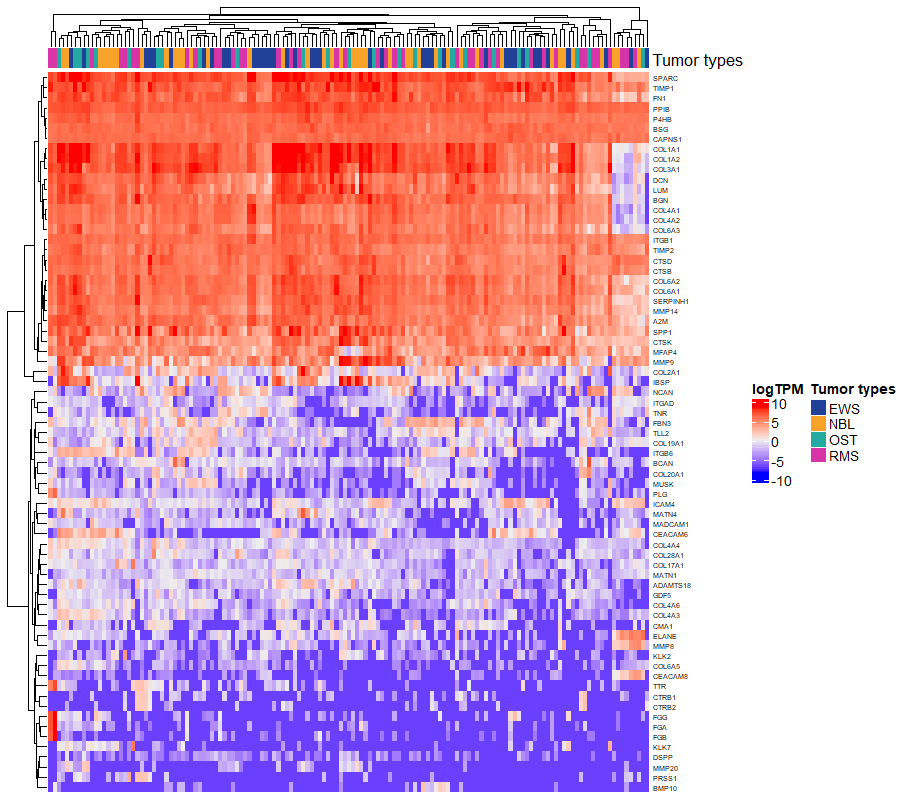 Tumor types
SPARC
TIMP1
FN1
PPIB
P4HB
BSG
CAPNS1
COL1A1
COL1A2
COL3A1
DCN
LUM
BGN
COL4A1
COL4A2
COL6A3
ITGB1
TIMP2
CTSD
CTSB
COL6A2
COL6A1
SERPINH1
MMP14
A2M
SPP1
CTSK
MFAP4
MMP9
COL2A1
IBSP
NCAN
ITGAD
TNR
FBN3
TLL2
COL19A1
ITGB6
BCAN
COL20A1
MUSK
PLG
ICAM4
MATN4
MADCAM1
CEACAM6
COL4A4
COL28A1
COL17A1
MATN1
ADAMTS18
GDF5
COL4A6
COL4A3
CMA1
ELANE
MMP8
KLK2
COL6A5
CEACAM8
TTR
CTRB1
CTRB2
FGG
FGA
FGB
KLK7
DSPP
MMP20
PRSS1
BMP10
logTPM
10
5
0
-5
-10
Tumor types
EWS
NBL
OST
RMS